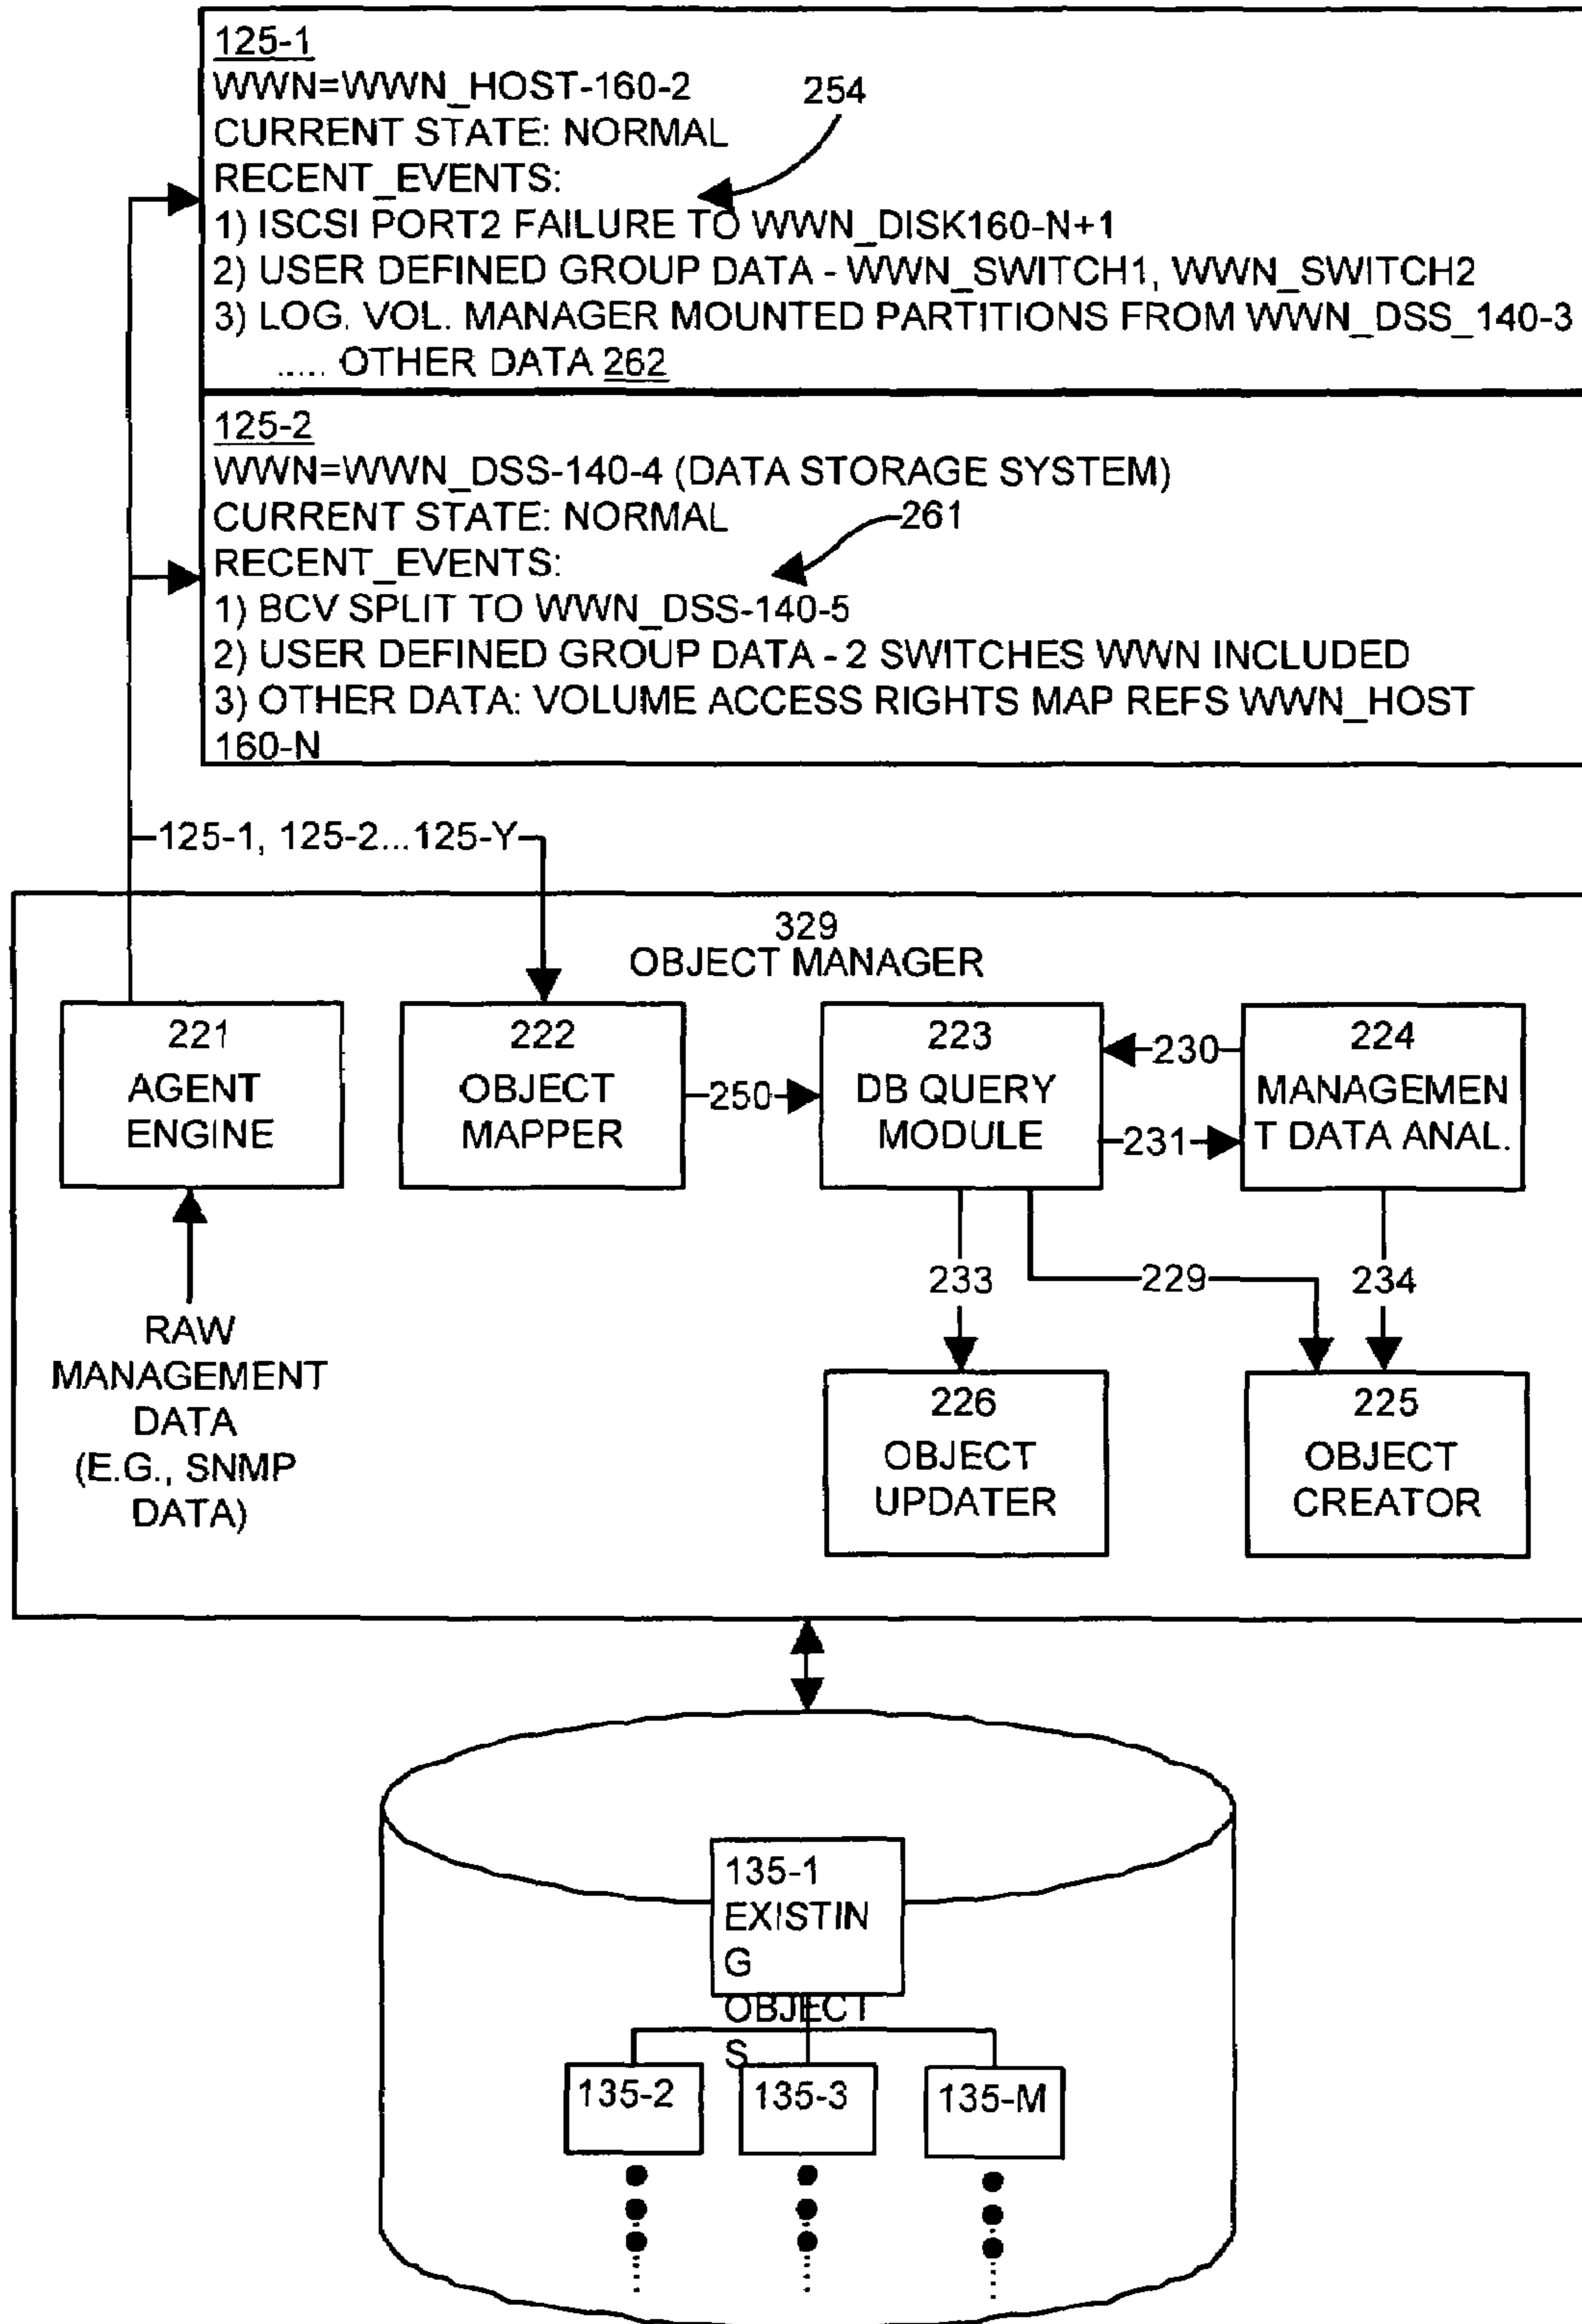 125-1
WWN=WWN_HOST-160-2
254
CURRENT STATE: NORMAL
RECENT_EVENTS:
1) ISCSI PORT2 FAILURE TO WWN_DISK160-N+1
2) USER DEFINED GROUP DATA - WWN_SWITCH1, WWN_SWITCH2
3) LOG. VOL. MANAGER MOUNTED PARTITIONS FROM WWN_DSS_140-3
..... OTHER DATA 262
125-2
WWN=WWN_DSS-140-4 (DATA STORAGE SYSTEM)
CURRENT STATE: NORMAL
261
RECENT_EVENTS:
1) BCV SPLIT TO WWN_DSS-140-5
2) USER DEFINED GROUP DATA - 2 SWITCHES WWN INCLUDED
3) OTHER DATA: VOLUME ACCESS RIGHTS MAP REFS WWN_HOST
160-N
125-1, 125-2...125-Y
329
OBJECT MANAGER
221
AGENT
ENGINE
222
OBJECT
MAPPER
250
223
DB QUERY
MODULE
230
231
224
MANAGEMEN
T DATA ANAL.
RAW
MANAGEMENT
DATA
(E.G., SNMP
DATA)
233
229
234
226
OBJECT
UPDATER
225
OBJECT
CREATOR
135-1
EXISTIN
G
OBJECT
S
135-2
135-3
135-M